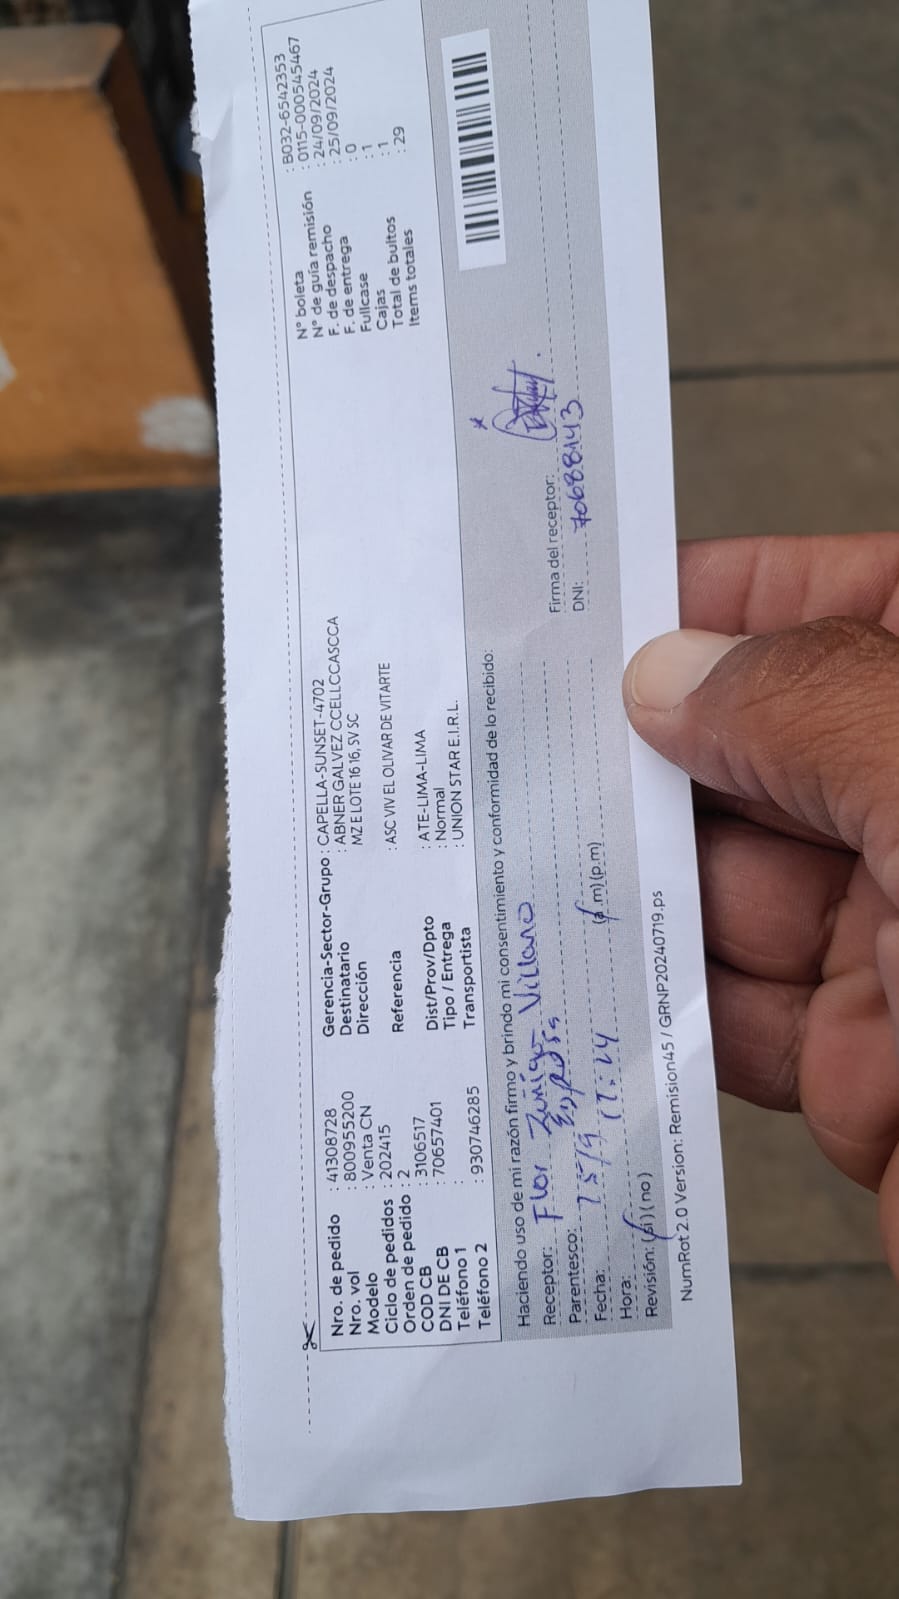 Nro. de pedido : 41308728
Nro. vol : 800955200
Modelo : Venta CN
Ciclo de pedidos : 202415
Orden de pedido : 2
COD CB : 3106517
DNI DE CB : 70657401
Teléfono 1 :
Teléfono 2 : 930746285
Gerencia-Sector-Grupo : CAPELLA-SUNSET-4702
Destinatario : ABNER GALVEZ CCELLCCASCCA
Dirección MZ E LOTE 16 16, SV SC
Referencia : ASC VIV EL OLIVAR DE VITARTE
Dist/Prov/Dpto : ATE-LIMA-LIMA
Tipo / Entrega : Normal
Transportista : UNION STAR E.I.R.L.
N° boleta : B032-6542353
N° de guía remisión : 0115-000545467
F. de despacho : 24/09/2024
F. de entrega : 25/09/2024
Fullcase : 0
Cajas : 1
Total de bultos : 1
Items totales : 29
Haciendo uso de mi razón firmo y brindo mi consentimiento y conformidad de lo recibido:
Receptor: Flor Zuñiga Villano
Parentesco: Esposa
Fecha: 25/9
Hora: 17:24 (a.m)(p.m)
Revisión: (si)(no)
Firma del receptor:
DNI: 70688143
NumRot 2.0 Version: Remision45 / GRNP20240719.ps